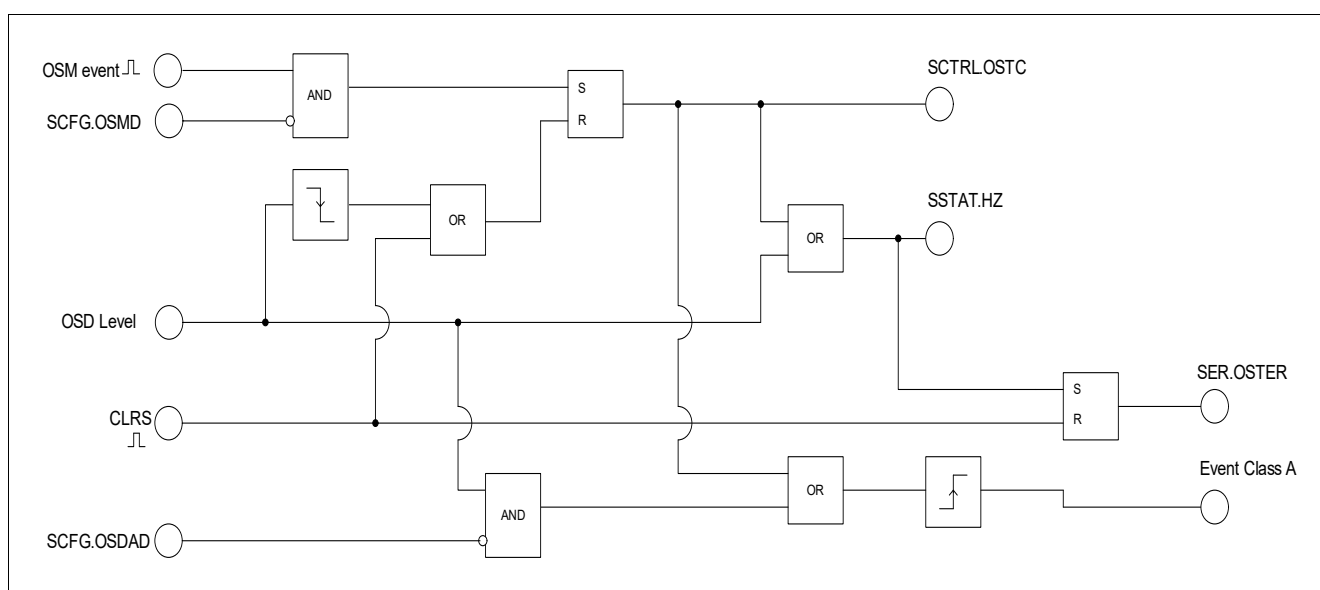 OSM event
SCFG.OSMD
AND
S
R
SCTRL.OSTC
OR
OR
SSTAT.HZ
OSD Level
CLRS
S
R
SER.OSTER
AND
OR
Event Class A
SCFG.OSDAD